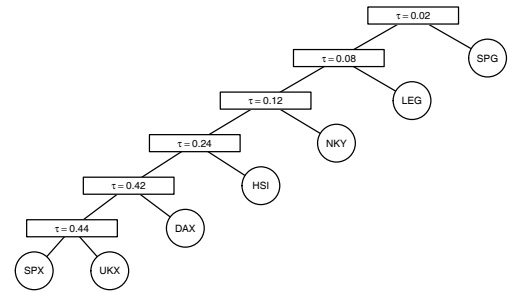 τ = 0.02
SPG
τ = 0.08
LEG
τ = 0.12
NKY
τ = 0.24
HSI
τ = 0.42
DAX
τ = 0.44
SPX
UKX